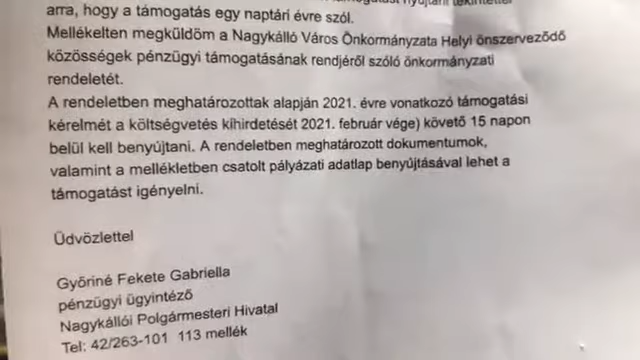 nyújtani tekintettel
arra, hogy a támogatás egy naptári évre szól.
Mellékelten megküldöm a Nagykálló Város Önkormányzata Helyi önszerveződő
közösségek pénzügyi támogatásának rendjéről szóló önkormányzati
rendeletét.
A rendeletben meghatározottak alapján 2021. évre vonatkozó támogatási
kérelmét a költségvetés kihirdetését 2021. február vége) követő 15 napon
belül kell benyújtani. A rendeletben meghatározott dokumentumok,
valamint a mellékletben csatolt pályázati adatlap benyújtásával lehet a
támogatást igényelni.
Üdvözlettel
Győriné Fekete Gabriella
pénzügyi ügyintéző
Nagykállói Polgármesteri Hivatal
Tel: 42/263-101 113 mellék